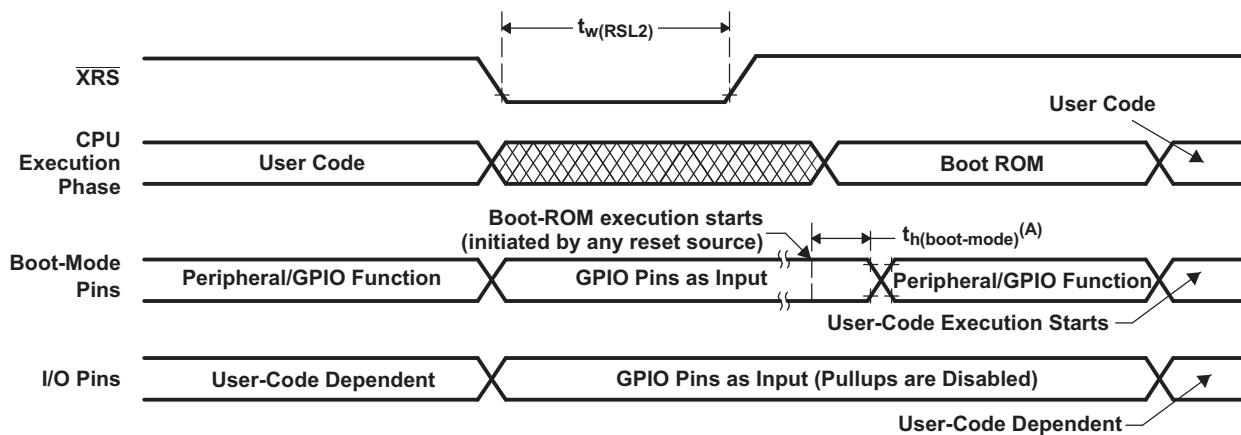 tw(RSL2)
XRS
User Code
CPU
Execution
Phase
User Code
Boot ROM
Boot-ROM execution starts
(initiated by any reset source)
th(boot-mode)(A)
Boot-Mode
Pins
Peripheral/GPIO Function
GPIO Pins as Input
Peripheral/GPIO Function
User-Code Execution Starts
I/O Pins
User-Code Dependent
GPIO Pins as Input (Pullups are Disabled)
User-Code Dependent